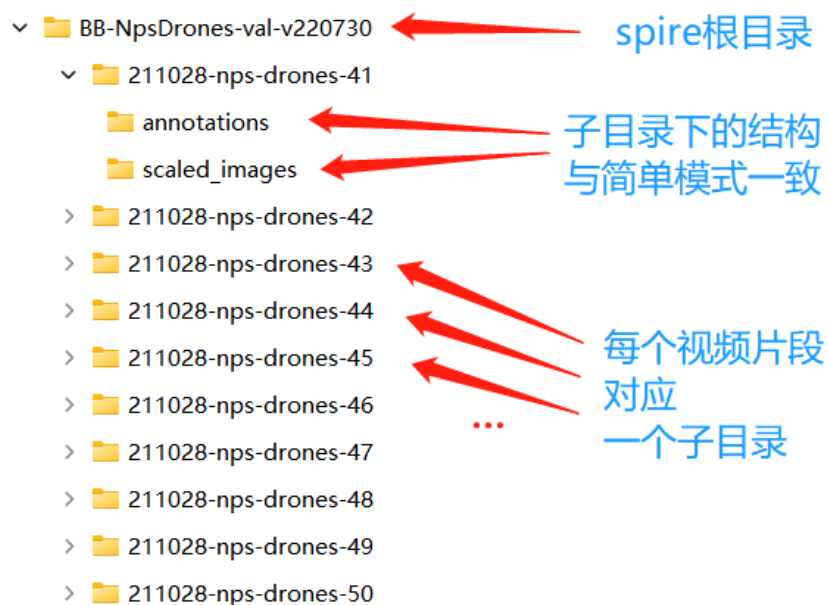 BB-NpsDrones-val-v220730
spire根目录
211028-nps-drones-41
annotations
scaled_images
子目录下的结构
与简单模式一致
211028-nps-drones-42
211028-nps-drones-43
211028-nps-drones-44
211028-nps-drones-45
每个视频片段
对应
一个子目录
...
211028-nps-drones-46
211028-nps-drones-47
211028-nps-drones-48
211028-nps-drones-49
211028-nps-drones-50